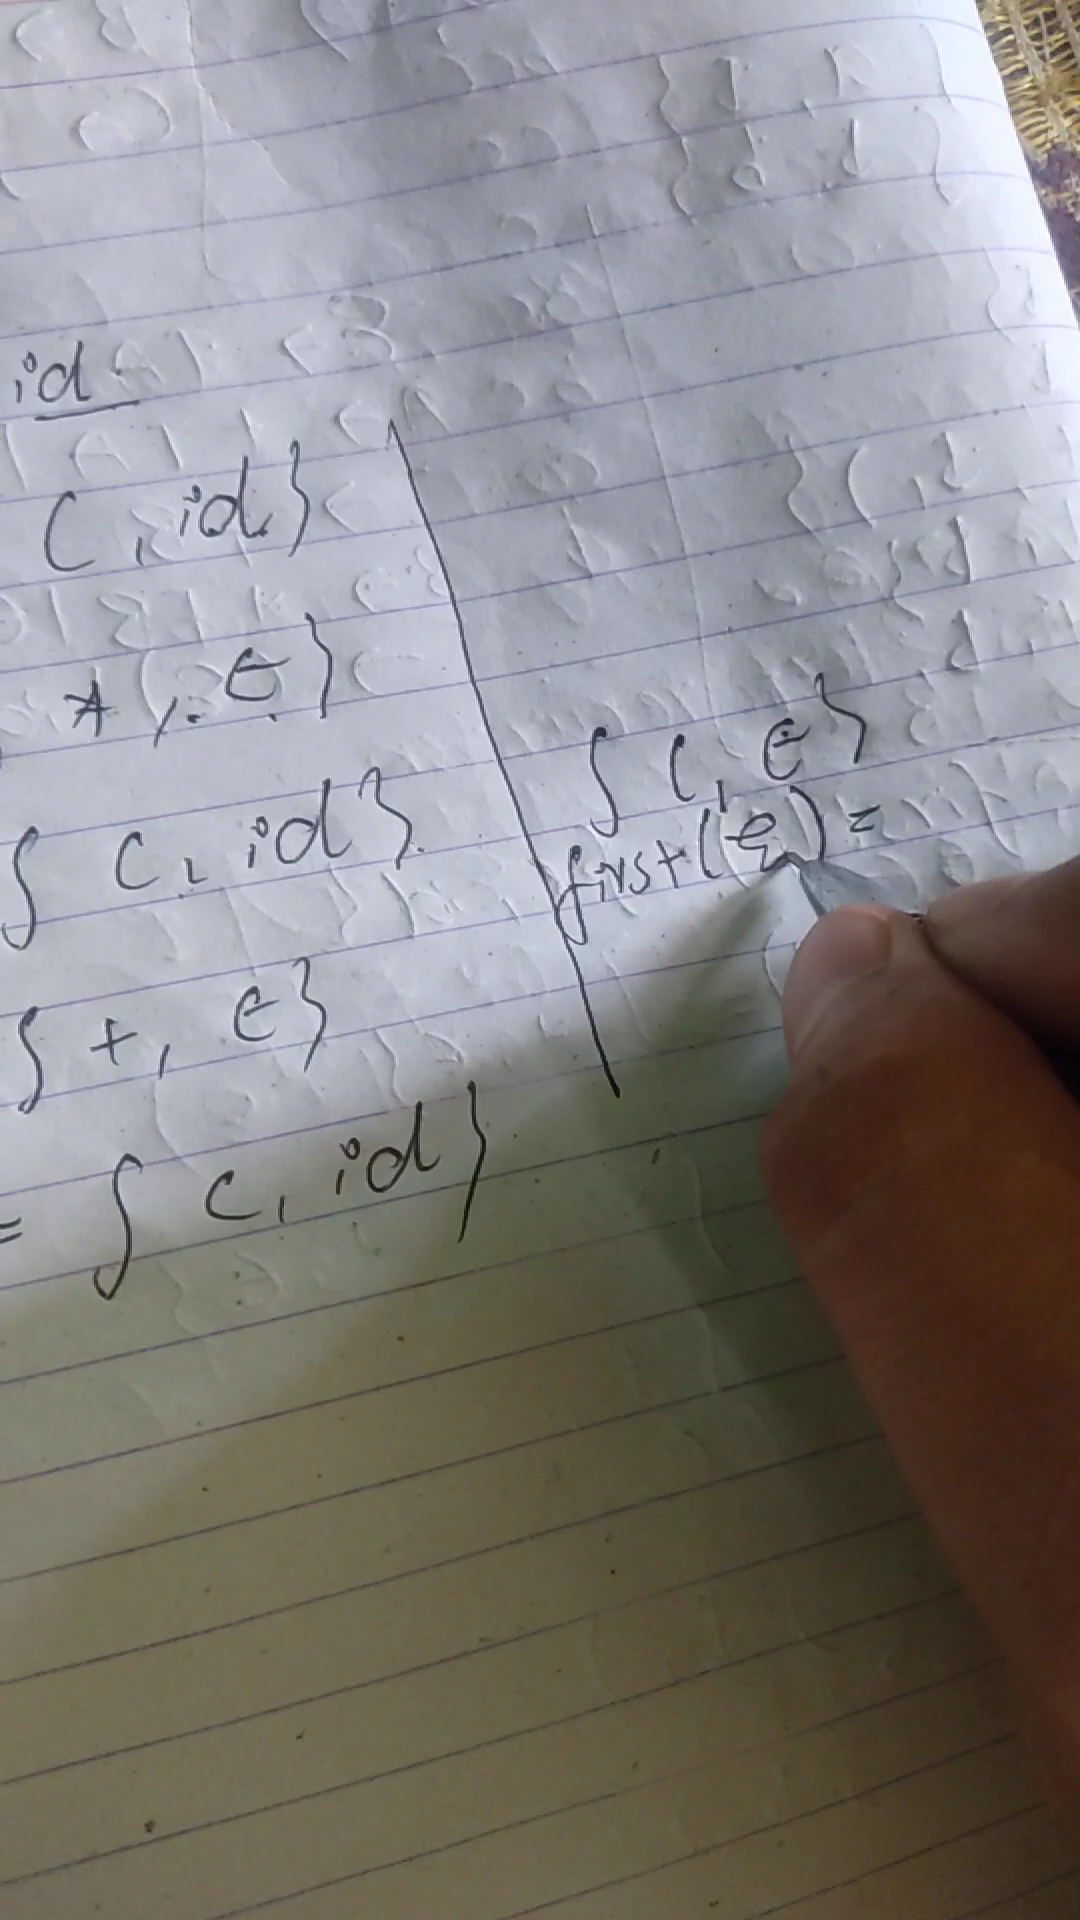 id
(, id}
*, ε}
{ (, id}
{ +, ε}
= { (, id}
{ (, ε}
first(E) =